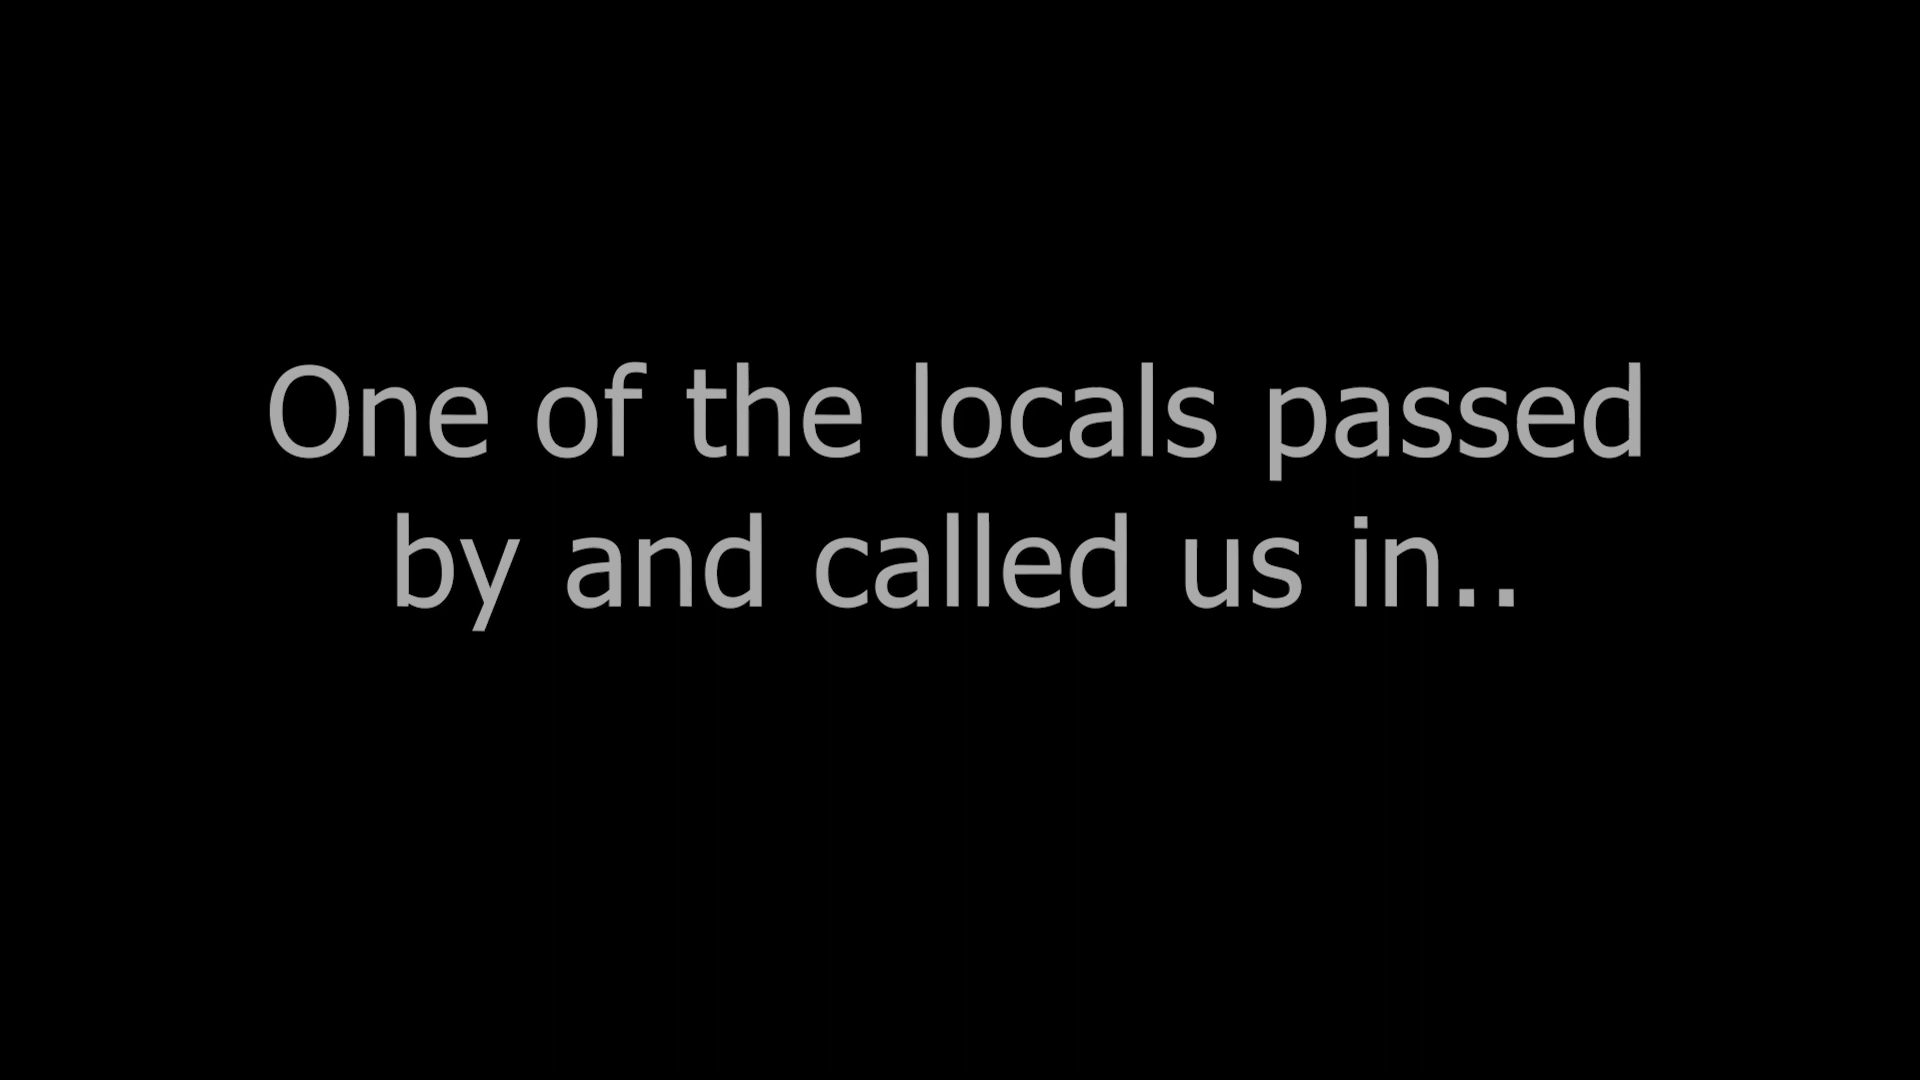 One of the locals passed
by and called us in..